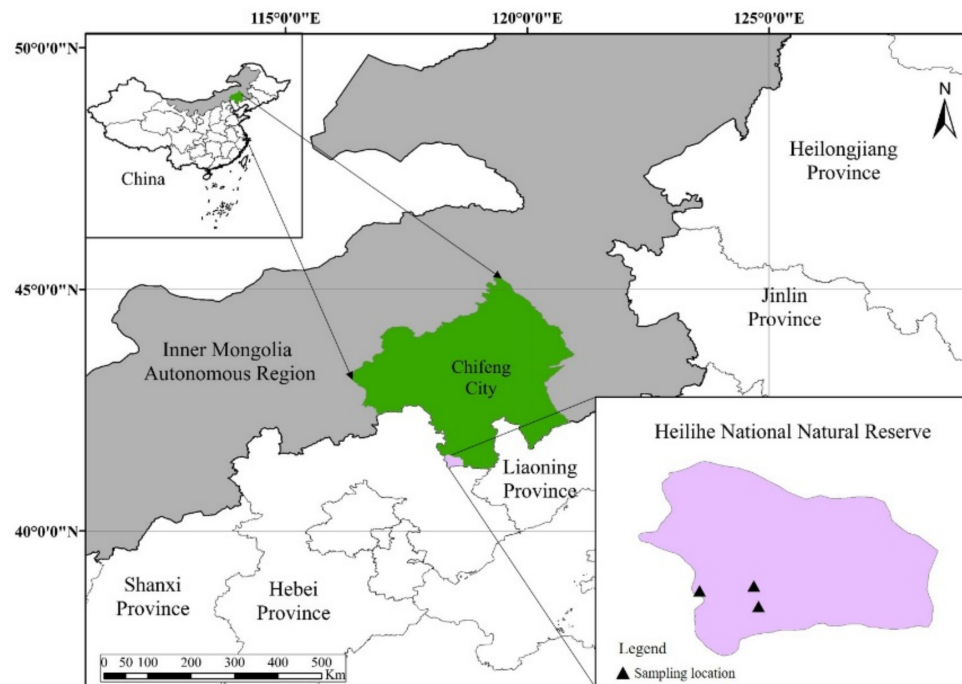 115°0'0"E 120°0'0"E 125°0'0"E
50°0'0"N
45°0'0"N
40°0'0"N
China
N
Heilongjiang
Province
Jinlin
Province
Inner Mongolia
Autonomous Region
Chifeng
City
Liaoning
Province
Shanxi
Province
Hebei
Province
Heilihe National Natural Reserve
Legend
Sampling location
0 50 100 200 300 400 500
Km